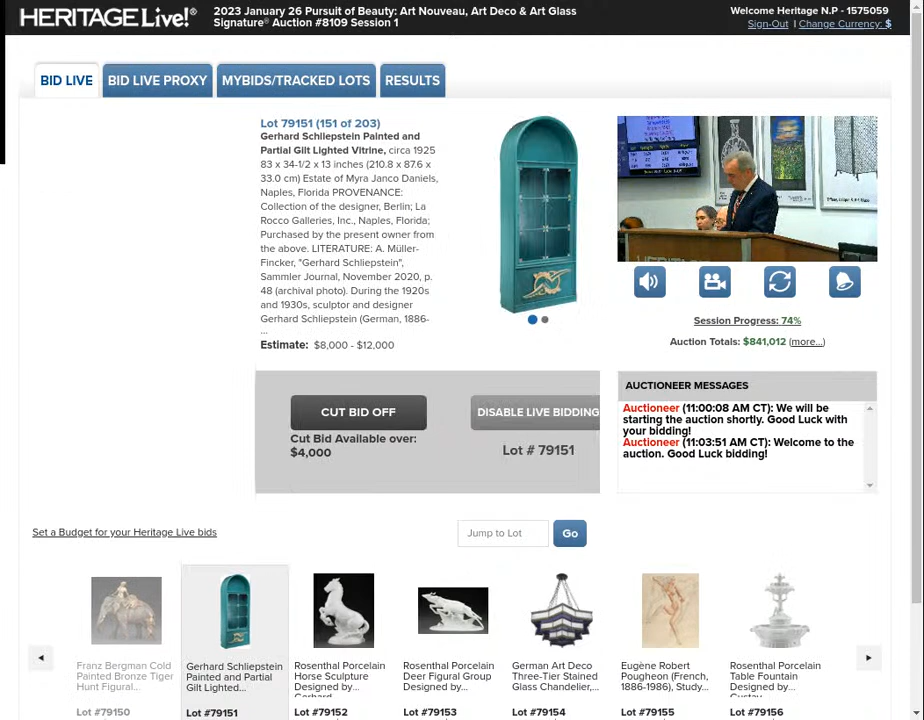 HERITAGE Live!®
2023 January 26 Pursuit of Beauty: Art Nouveau, Art Deco & Art Glass
Signature® Auction #8109 Session 1
Welcome Heritage N.P - 1575059
Sign-Out | Change Currency: $
BID LIVE
BID LIVE PROXY
MYBIDS/TRACKED LOTS
RESULTS
Lot 79151 (151 of 203)
Gerhard Schliepstein Painted and
Partial Gilt Lighted Vitrine, circa 1925
83 x 34-1/2 x 13 inches (210.8 x 87.6 x
33.0 cm) Estate of Myra Janco Daniels,
Naples, Florida PROVENANCE:
Collection of the designer, Berlin; La
Rocco Galleries, Inc., Naples, Florida;
Purchased by the present owner from
the above. LITERATURE: A. Müller-
Fincker, "Gerhard Schliepstein",
Sammler Journal, November 2020, p.
48 (archival photo). During the 1920s
and 1930s, sculptor and designer
Gerhard Schliepstein (German, 1886-
...
Estimate: $8,000 - $12,000
Session Progress: 74%
Auction Totals: $841,012 (more...)
CUT BID OFF
Cut Bid Available over:
$4,000
DISABLE LIVE BIDDING
Lot # 79151
AUCTIONEER MESSAGES
Auctioneer (11:00:08 AM CT): We will be
starting the auction shortly. Good Luck with
your bidding!
Auctioneer (11:03:51 AM CT): Welcome to the
auction. Good Luck bidding!
Set a Budget for your Heritage Live bids
Jump to Lot
Go
Franz Bergman Cold
Painted Bronze Tiger
Hunt Figural...
Lot #79150
Gerhard Schliepstein
Painted and Partial
Gilt Lighted...
Lot #79151
Rosenthal Porcelain
Horse Sculpture
Designed by...
Gerhard
Lot #79152
Rosenthal Porcelain
Deer Figural Group
Designed by...
Lot #79153
German Art Deco
Three-Tier Stained
Glass Chandelier,...
Lot #79154
Eugène Robert
Pougheon (French,
1886-1986), Study...
Lot #79155
Rosenthal Porcelain
Table Fountain
Designed by...
Gustav
Lot #79156